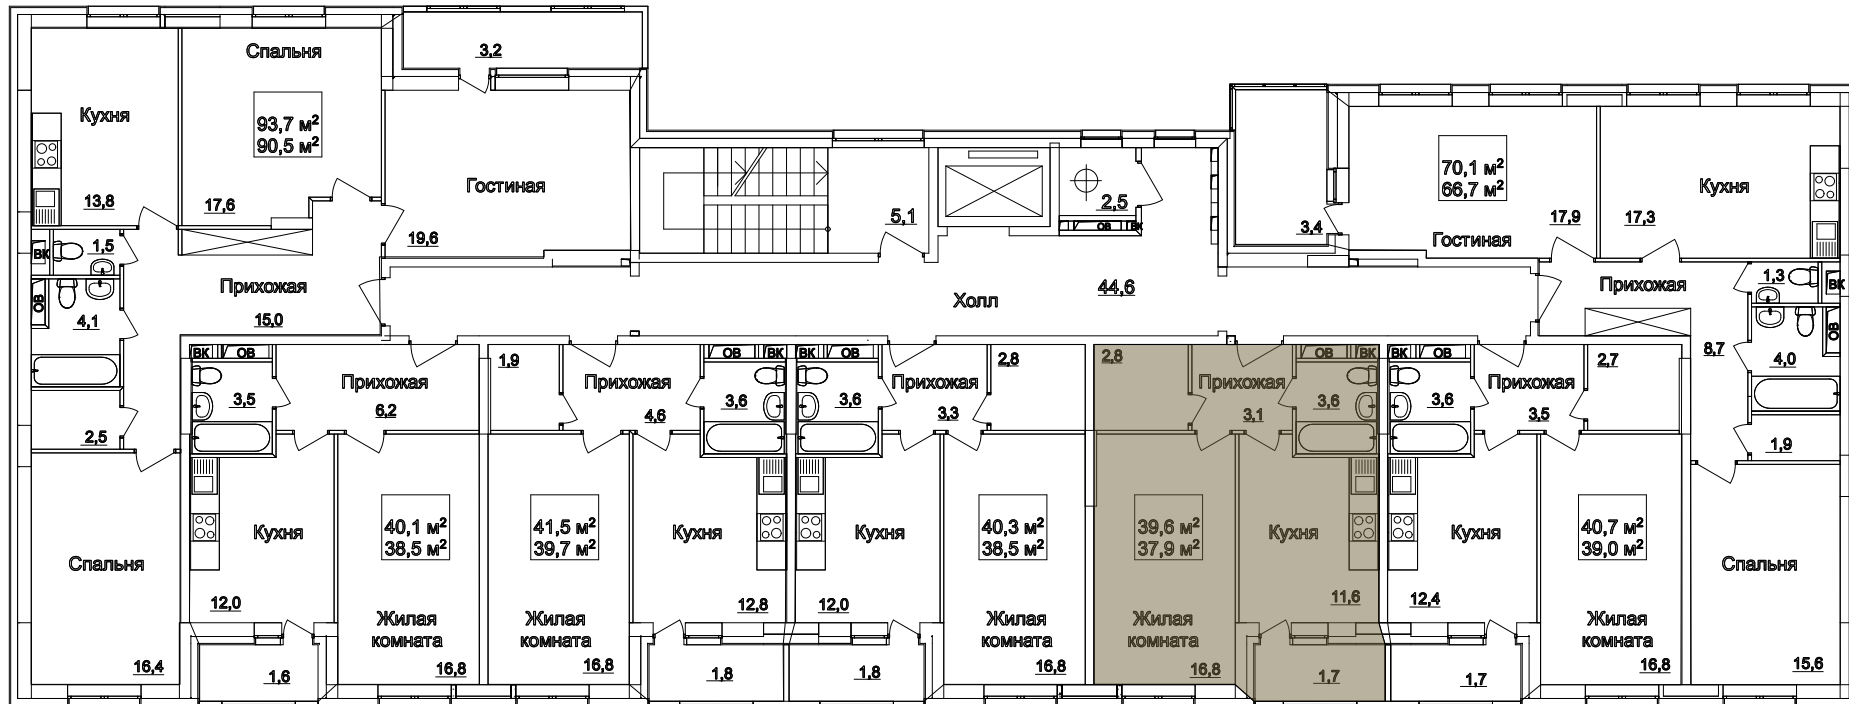 Спальня
3,2
Кухня
93,7 м²
90,5 м²
13,8
17,6
Гостиная
19,6
5,1
2,5
ОВ
ВК
3,4
70,1 м²
66,7 м²
17,9
Гостиная
Кухня
17,3
ВК
1,5
ОВ
4,1
Прихожая
15,0
Холл
44,6
Прихожая
1,3
ВК
ОВ
8,7
4,0
2,5
1,9
ВК
ОВ
3,5
Прихожая
6,2
1,9
Прихожая
4,6
ОВ
ВК
3,6
ВК
ОВ
3,6
Прихожая
3,3
2,8
2,8
Прихожая
3,1
ОВ
ВК
3,6
ВК
ОВ
3,6
Прихожая
3,5
2,7
Спальня
16,4
Кухня
12,0
1,6
40,1 м²
38,5 м²
Жилая
комната
16,8
41,5 м²
39,7 м²
Жилая
комната
16,8
Кухня
12,8
1,8
Кухня
12,0
1,8
40,3 м²
38,5 м²
Жилая
комната
16,8
39,6 м²
37,9 м²
Жилая
комната
16,8
Кухня
11,6
1,7
Кухня
12,4
1,7
40,7 м²
39,0 м²
Жилая
комната
16,8
Спальня
15,6